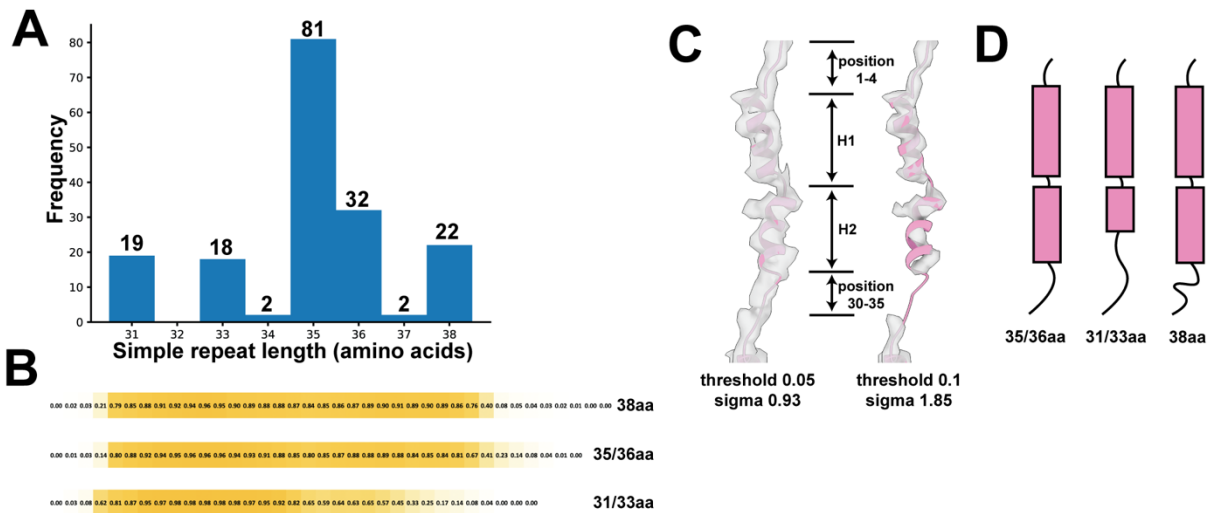 A
Frequency
80
70
60
50
40
30
20
10
0
19
18
2
81
32
2
22
31 32 33 34 35 36 37 38
Simple repeat length (amino acids)
B
0.00 0.02 0.03 0.21 0.79 0.85 0.88 0.91 0.92 0.94 0.96 0.95 0.90 0.89 0.88 0.88 0.87 0.84 0.85 0.86 0.87 0.89 0.90 0.91 0.89 0.90 0.89 0.86 0.76 0.40 0.08 0.05 0.04 0.03 0.02 0.01 0.00 0.00 38aa
0.00 0.01 0.03 0.14 0.80 0.88 0.92 0.94 0.95 0.96 0.96 0.96 0.94 0.91 0.88 0.85 0.80 0.85 0.87 0.88 0.88 0.89 0.88 0.85 0.84 0.84 0.81 0.67 0.41 0.23 0.14 0.08 0.04 0.01 0.00 35/36aa
0.00 0.03 0.08 0.62 0.81 0.87 0.95 0.97 0.98 0.98 0.98 0.98 0.97 0.95 0.92 0.82 0.65 0.59 0.64 0.63 0.65 0.57 0.45 0.33 0.25 0.17 0.14 0.08 0.04 0.00 0.00 0.00 31/33aa
C
position
1-4
H1
H2
position
30-35
threshold 0.05
sigma 0.93
threshold 0.1
sigma 1.85
D
35/36aa
31/33aa
38aa